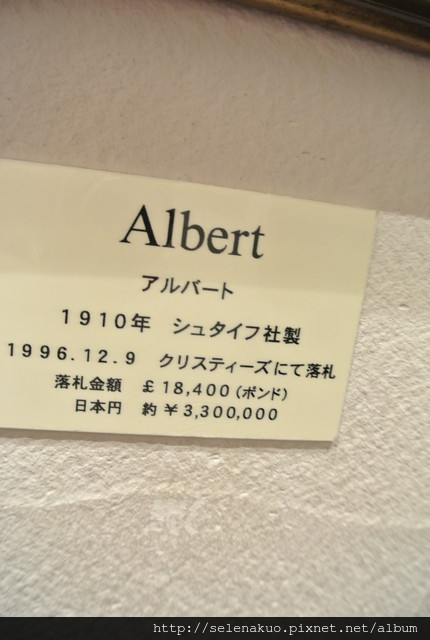 Albert
アルバート
1910年 シュタイフ社製
1996.12.9 クリスティーズにて落札
落札金額 £18,400(ポンド)
日本円 約￥3,300,000
http://selenakuo.pixnet.net/album